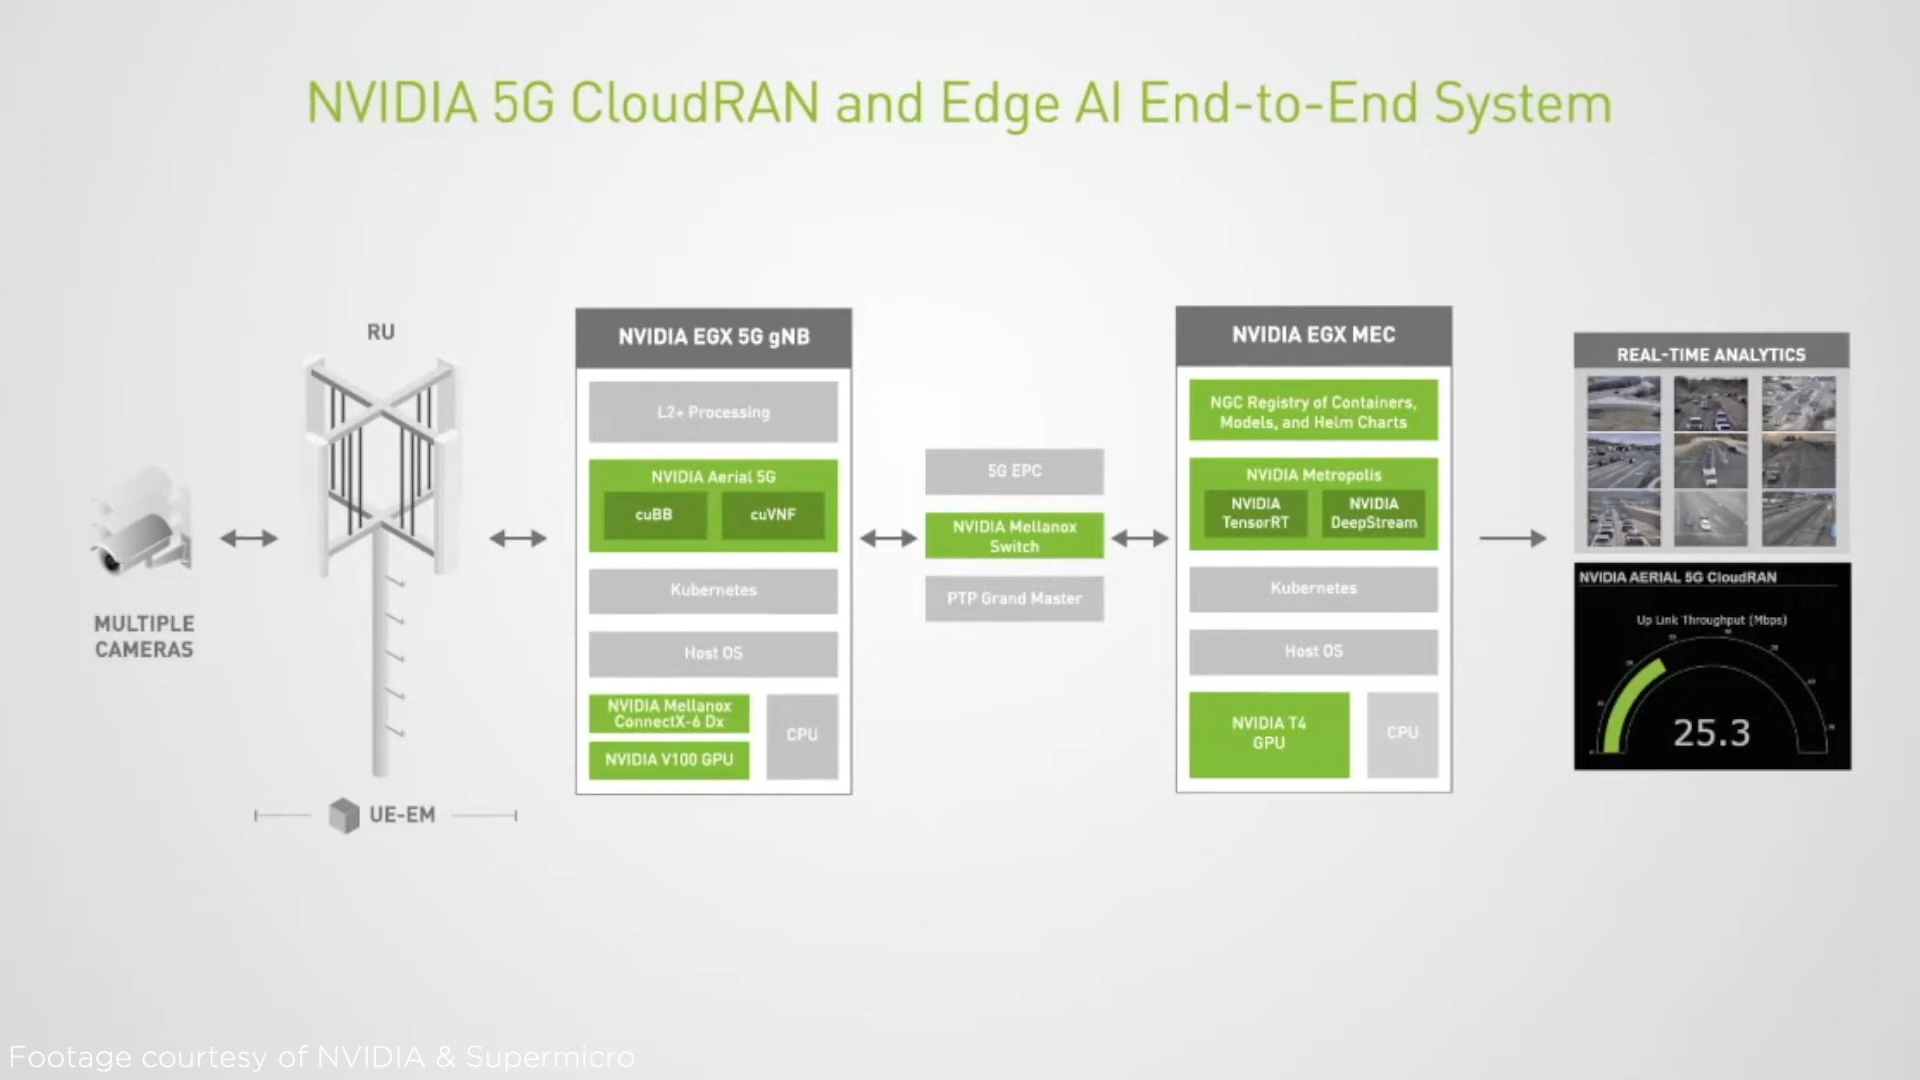 NVIDIA 5G CloudRAN and Edge AI End-to-End System
MULTIPLE
CAMERAS
RU
UE-EM
NVIDIA EGX 5G gNB
L2+ Processing
NVIDIA Aerial 5G
cuBB
cuVNF
Kubernetes
Host OS
NVIDIA Mellanox
ConnectX-6 Dx
NVIDIA V100 GPU
CPU
5G EPC
NVIDIA Mellanox
Switch
PTP Grand Master
NVIDIA EGX MEC
NGC Registry of Containers,
Models, and Helm Charts
NVIDIA Metropolis
NVIDIA
TensorRT
NVIDIA
DeepStream
Kubernetes
Host OS
NVIDIA T4
GPU
CPU
REAL-TIME ANALYTICS
NVIDIA AERIAL 5G CloudRAN
Up Link Throughput (Mbps)
25.3
Footage courtesy of NVIDIA & Supermicro